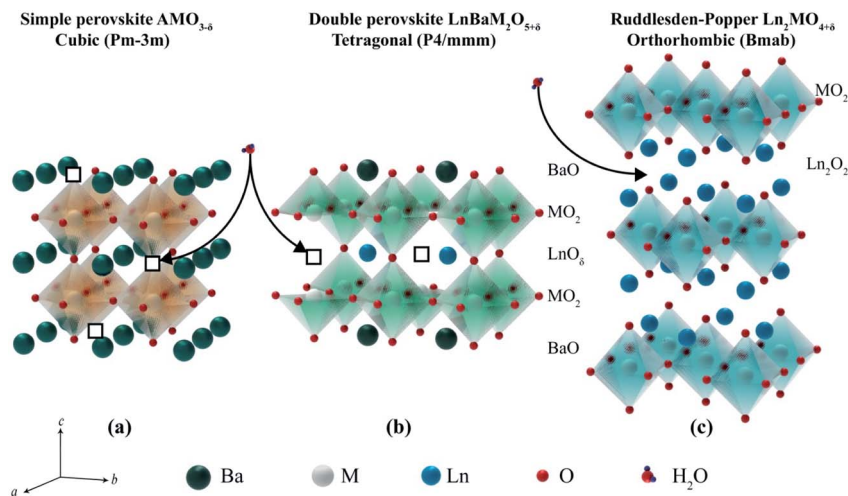 Simple perovskite AMO3-δ
Cubic (Pm-3m)
Double perovskite LnBaM2O5+δ
Tetragonal (P4/mmm)
Ruddlesden-Popper Ln2MO4+δ
Orthorhombic (Bmab)
BaO
MO2
LnOδ
MO2
BaO
MO2
Ln2O2
(a)
(b)
(c)
c
a
b
Ba
M
Ln
O
H2O